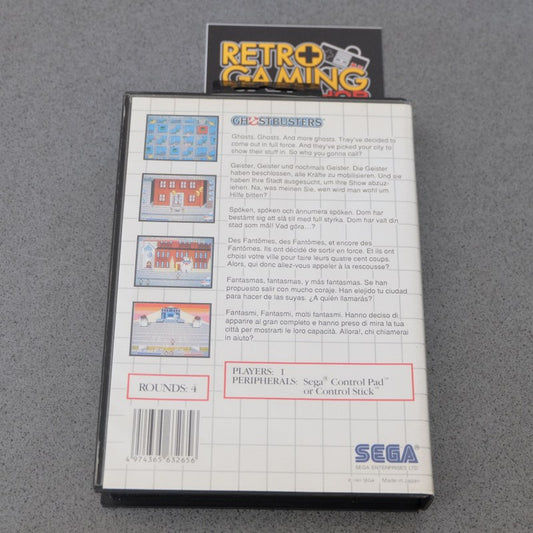 RETRO
GAMING
GHOSTBUSTERS
Ghosts, Ghosts. And more ghosts. They've decided to
come out in full force. And they've picked your city to
show their stuff in. So who you gonna call?
Geister, Geister und nochmals Geister. Die Geister
haben beschlossen, alle Kräfte zu mobilisieren. Und sie
haben Ihre Stadt ausgesucht, um ihre Show abzuzie-
hen. Na, was meinen Sie, wen wird man wohl um
Hilfe bitten?
Spöken, spöken och annumera spöken. Dom har
bestämt sig att slå til med full styrka. Dom har valt din
stad som mål! Vad göra...?
Des Fantômes, des Fantômes, et encore des
Fantômes. Ils ont décidé de sortir en force. Et ils ont
choisi votre ville pour faire leurs quatre cent coups.
Alors, qui donc allez-vous appeler à la rescousse?
Fantasmas, fantasmas, y más fantasmas. Se han
propuesto salir con mucho coraje. Han elejido tu ciudad
para hacer de las suyas. ¿A quién llamarás?
Fantasmi, Fantasmi, molti fantasmi. Hanno deciso di
apparire al gran completo e hanno preso di mira la tua
città per mostrarti le loro capacità. Allora!, chi chiamerai
in aiuto?
PLAYERS: 1
PERIPHERALS: Sega® Control Pad™
or Control Stick™
ROUNDS: 4
4 974365 632656
SEGA®
SEGA ENTERPRISES LTD.
Made in Japan